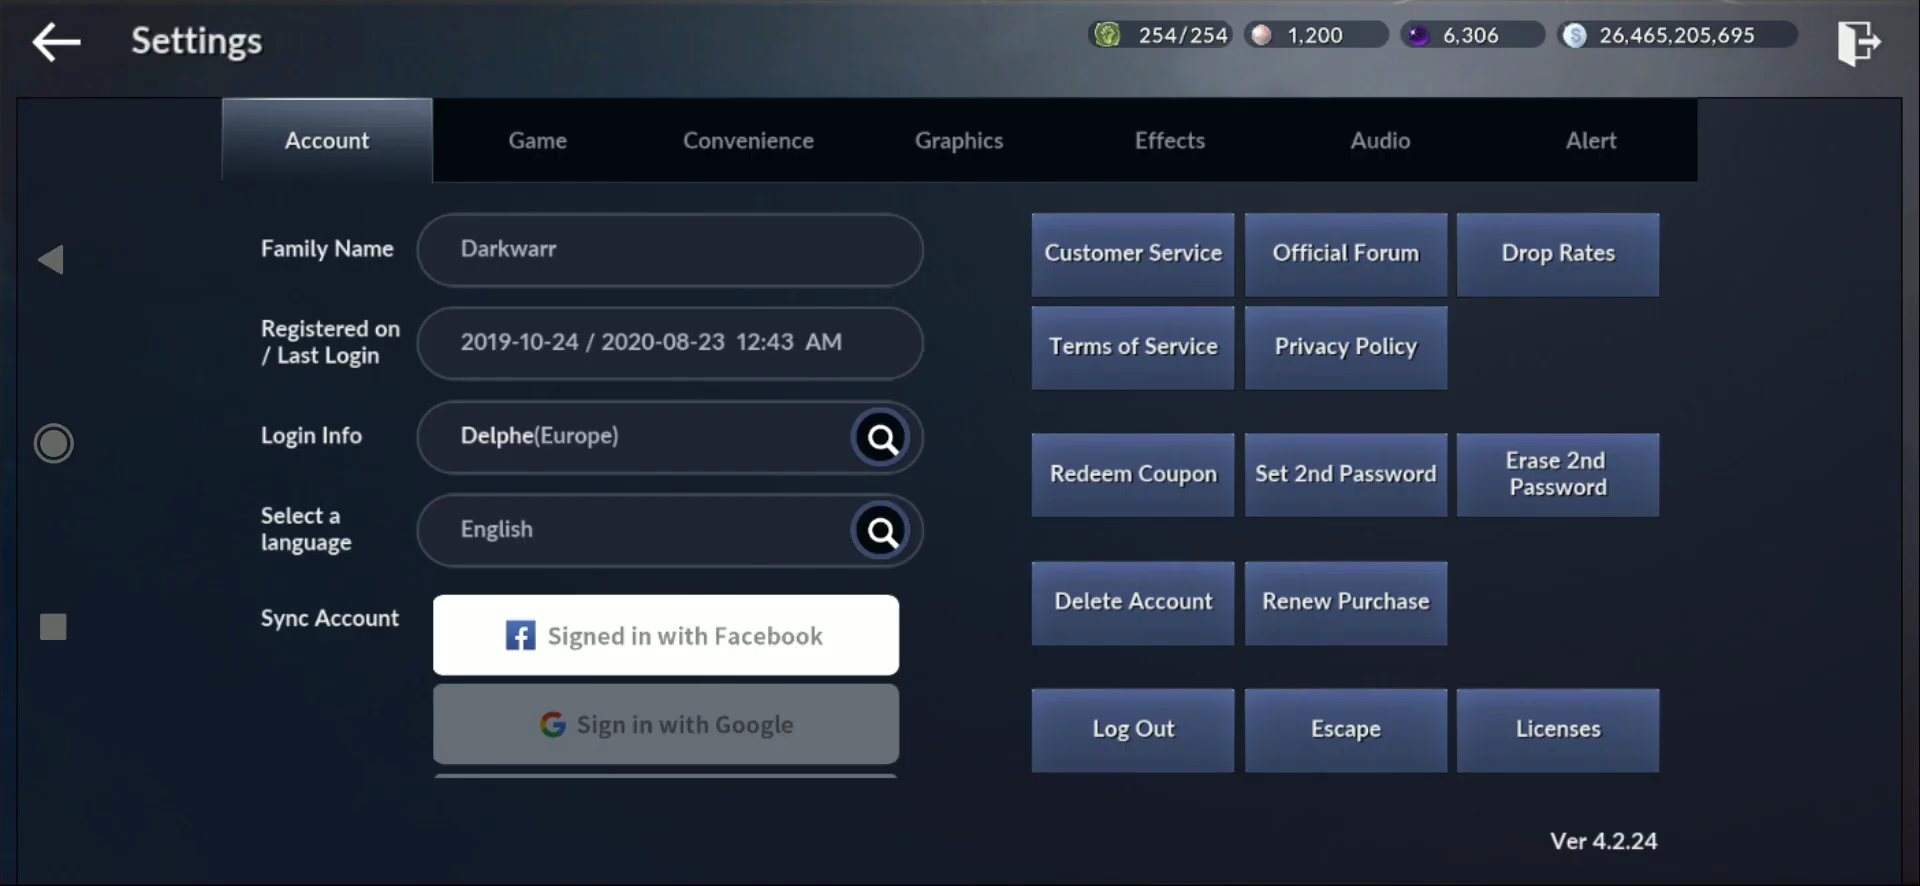 Settings
254/254
1,200
6,306
26,465,205,695
Account
Game
Convenience
Graphics
Effects
Audio
Alert
Family Name
Darkwarr
Registered on
/ Last Login
2019-10-24 / 2020-08-23 12:43 AM
Login Info
Delphe(Europe)
Select a
language
English
Sync Account
Signed in with Facebook
Sign in with Google
Customer Service
Official Forum
Drop Rates
Terms of Service
Privacy Policy
Redeem Coupon
Set 2nd Password
Erase 2nd
Password
Delete Account
Renew Purchase
Log Out
Escape
Licenses
Ver 4.2.24